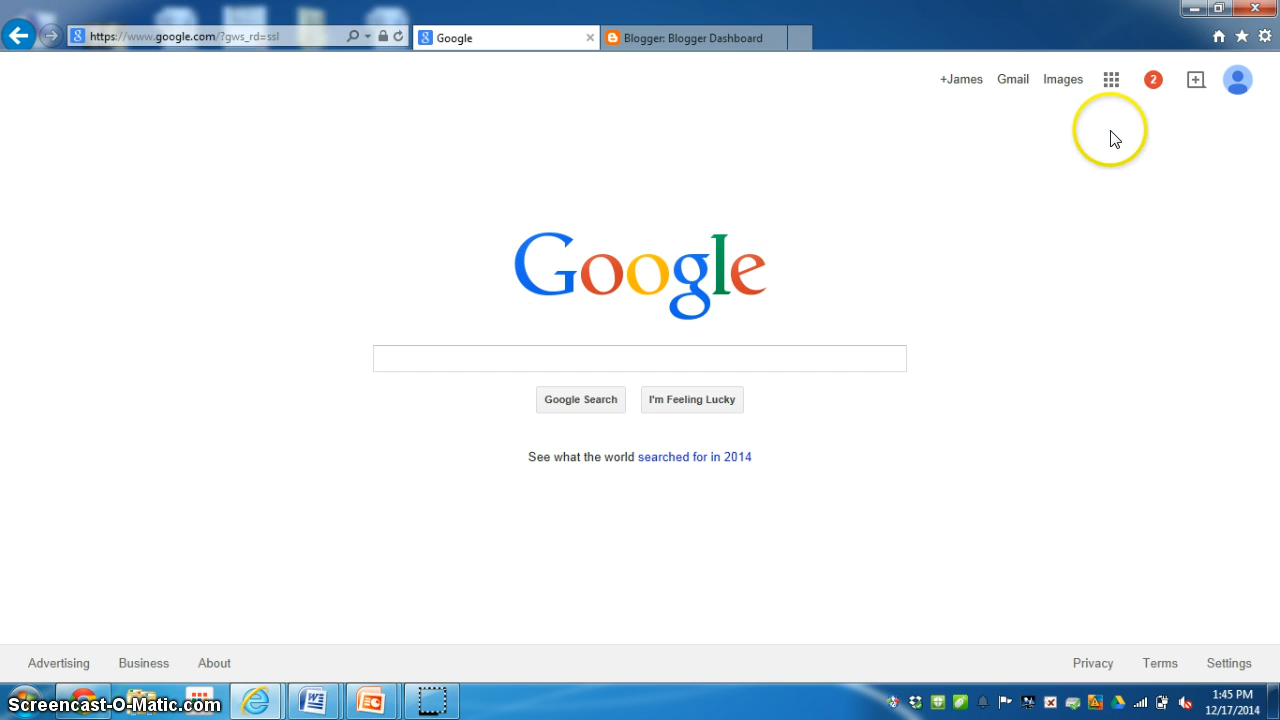 https://www.google.com/?gws_rd=ssl
Google
Blogger: Blogger Dashboard
+James Gmail Images 2
Google
Google Search I'm Feeling Lucky
See what the world searched for in 2014
Advertising Business About Privacy Terms Settings
Screencast-O-Matic.com
1:45 PM
12/17/2014